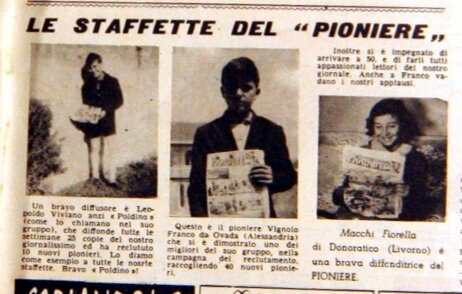 LE STAFFETTE DEL "PIONIERE"
Un bravo diffusore è Leo-
poldo Viviano anzi « Poldino »
(come lo chiamano nel suo
gruppo), che diffonde tutte le
settimane 25 copie del nostro
giornalissimo ed ha reclutato
10 nuovi pionieri. Lo diamo
come esempio a tutte le nostre
staffette. Bravo « Poldino »!
Questo è il pioniere Vignolo
Franco da Ovada (Alessandria)
che si è dimostrato uno dei
migliori del suo gruppo, nella
campagna del reclutamento,
raccogliendo 40 nuovi pionie-
ri.
Inoltre si è impegnato di
arrivare a 50, e di farli tutti
appassionati lettori del nostro
giornale. Anche a Franco va-
dano i nostri applausi.
Macchi Fiorella
di Donoratico (Livorno) è
una brava diffenditrice del
PIONIERE.